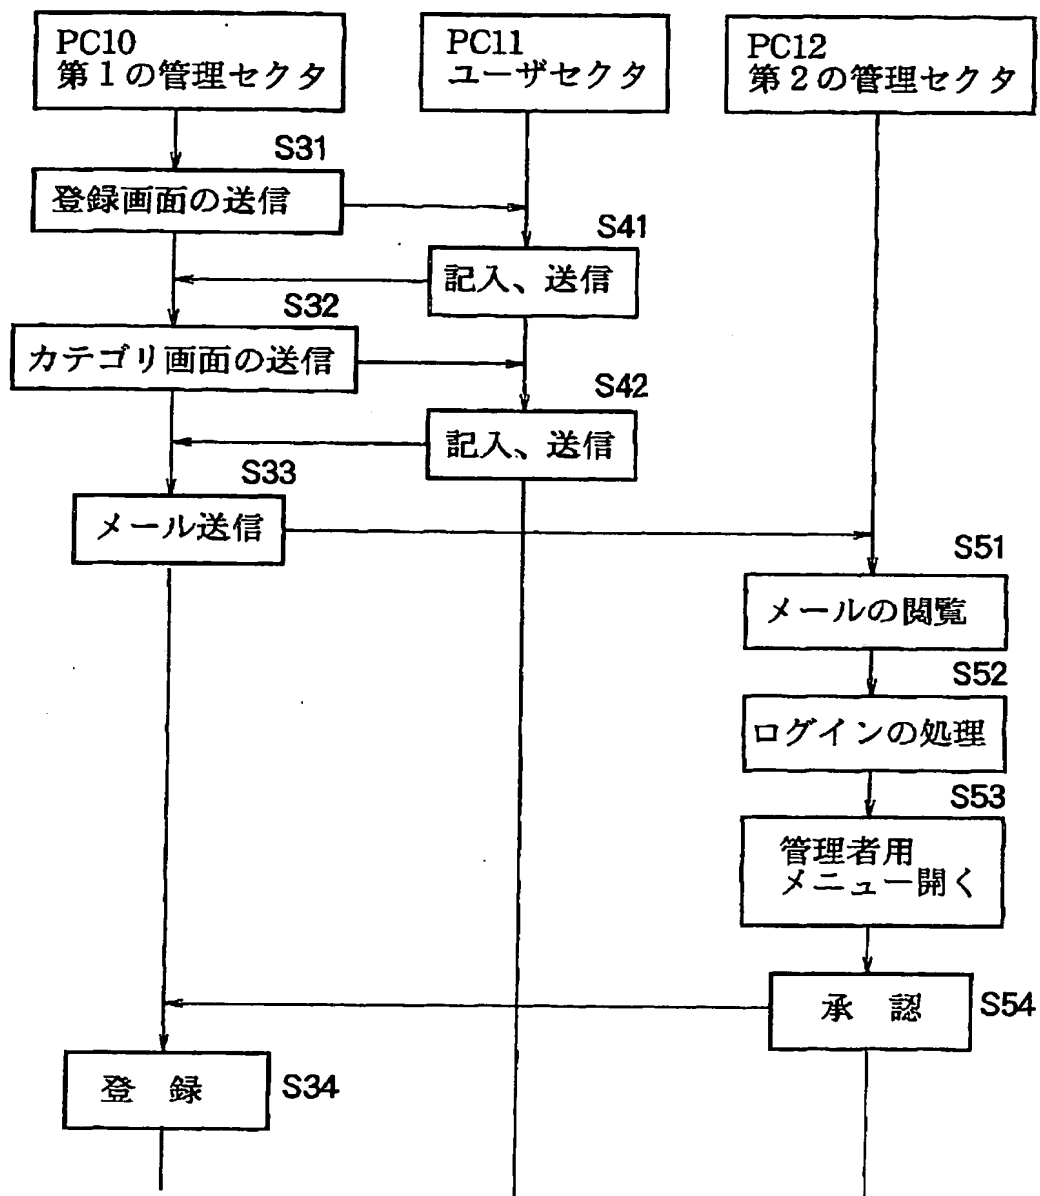 PC10
第1の管理セクタ
PC11
ユーザセクタ
PC12
第2の管理セクタ
S31
登録画面の送信
S41
記入、送信
S32
カテゴリ画面の送信
S42
記入、送信
S33
メール送信
S51
メールの閲覧
S52
ログインの処理
S53
管理者用
メニュー開く
承 認
S54
登 録
S34